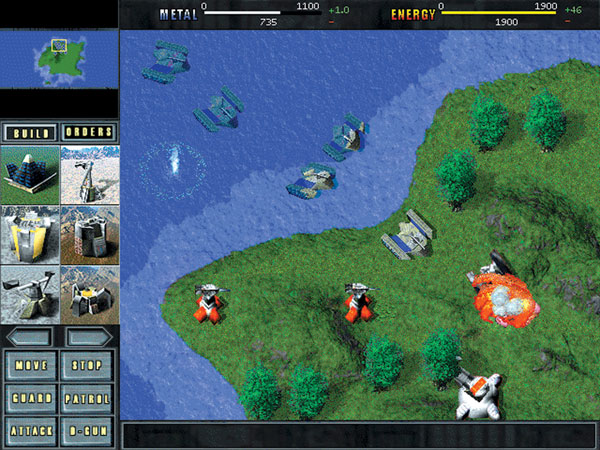 METAL 0 1100 +1.0
735 -
ENERGY 0 1900 +46
1900 -
BUILD ORDERS
MOVE STOP
GUARD PATROL
ATTACK D-GUN